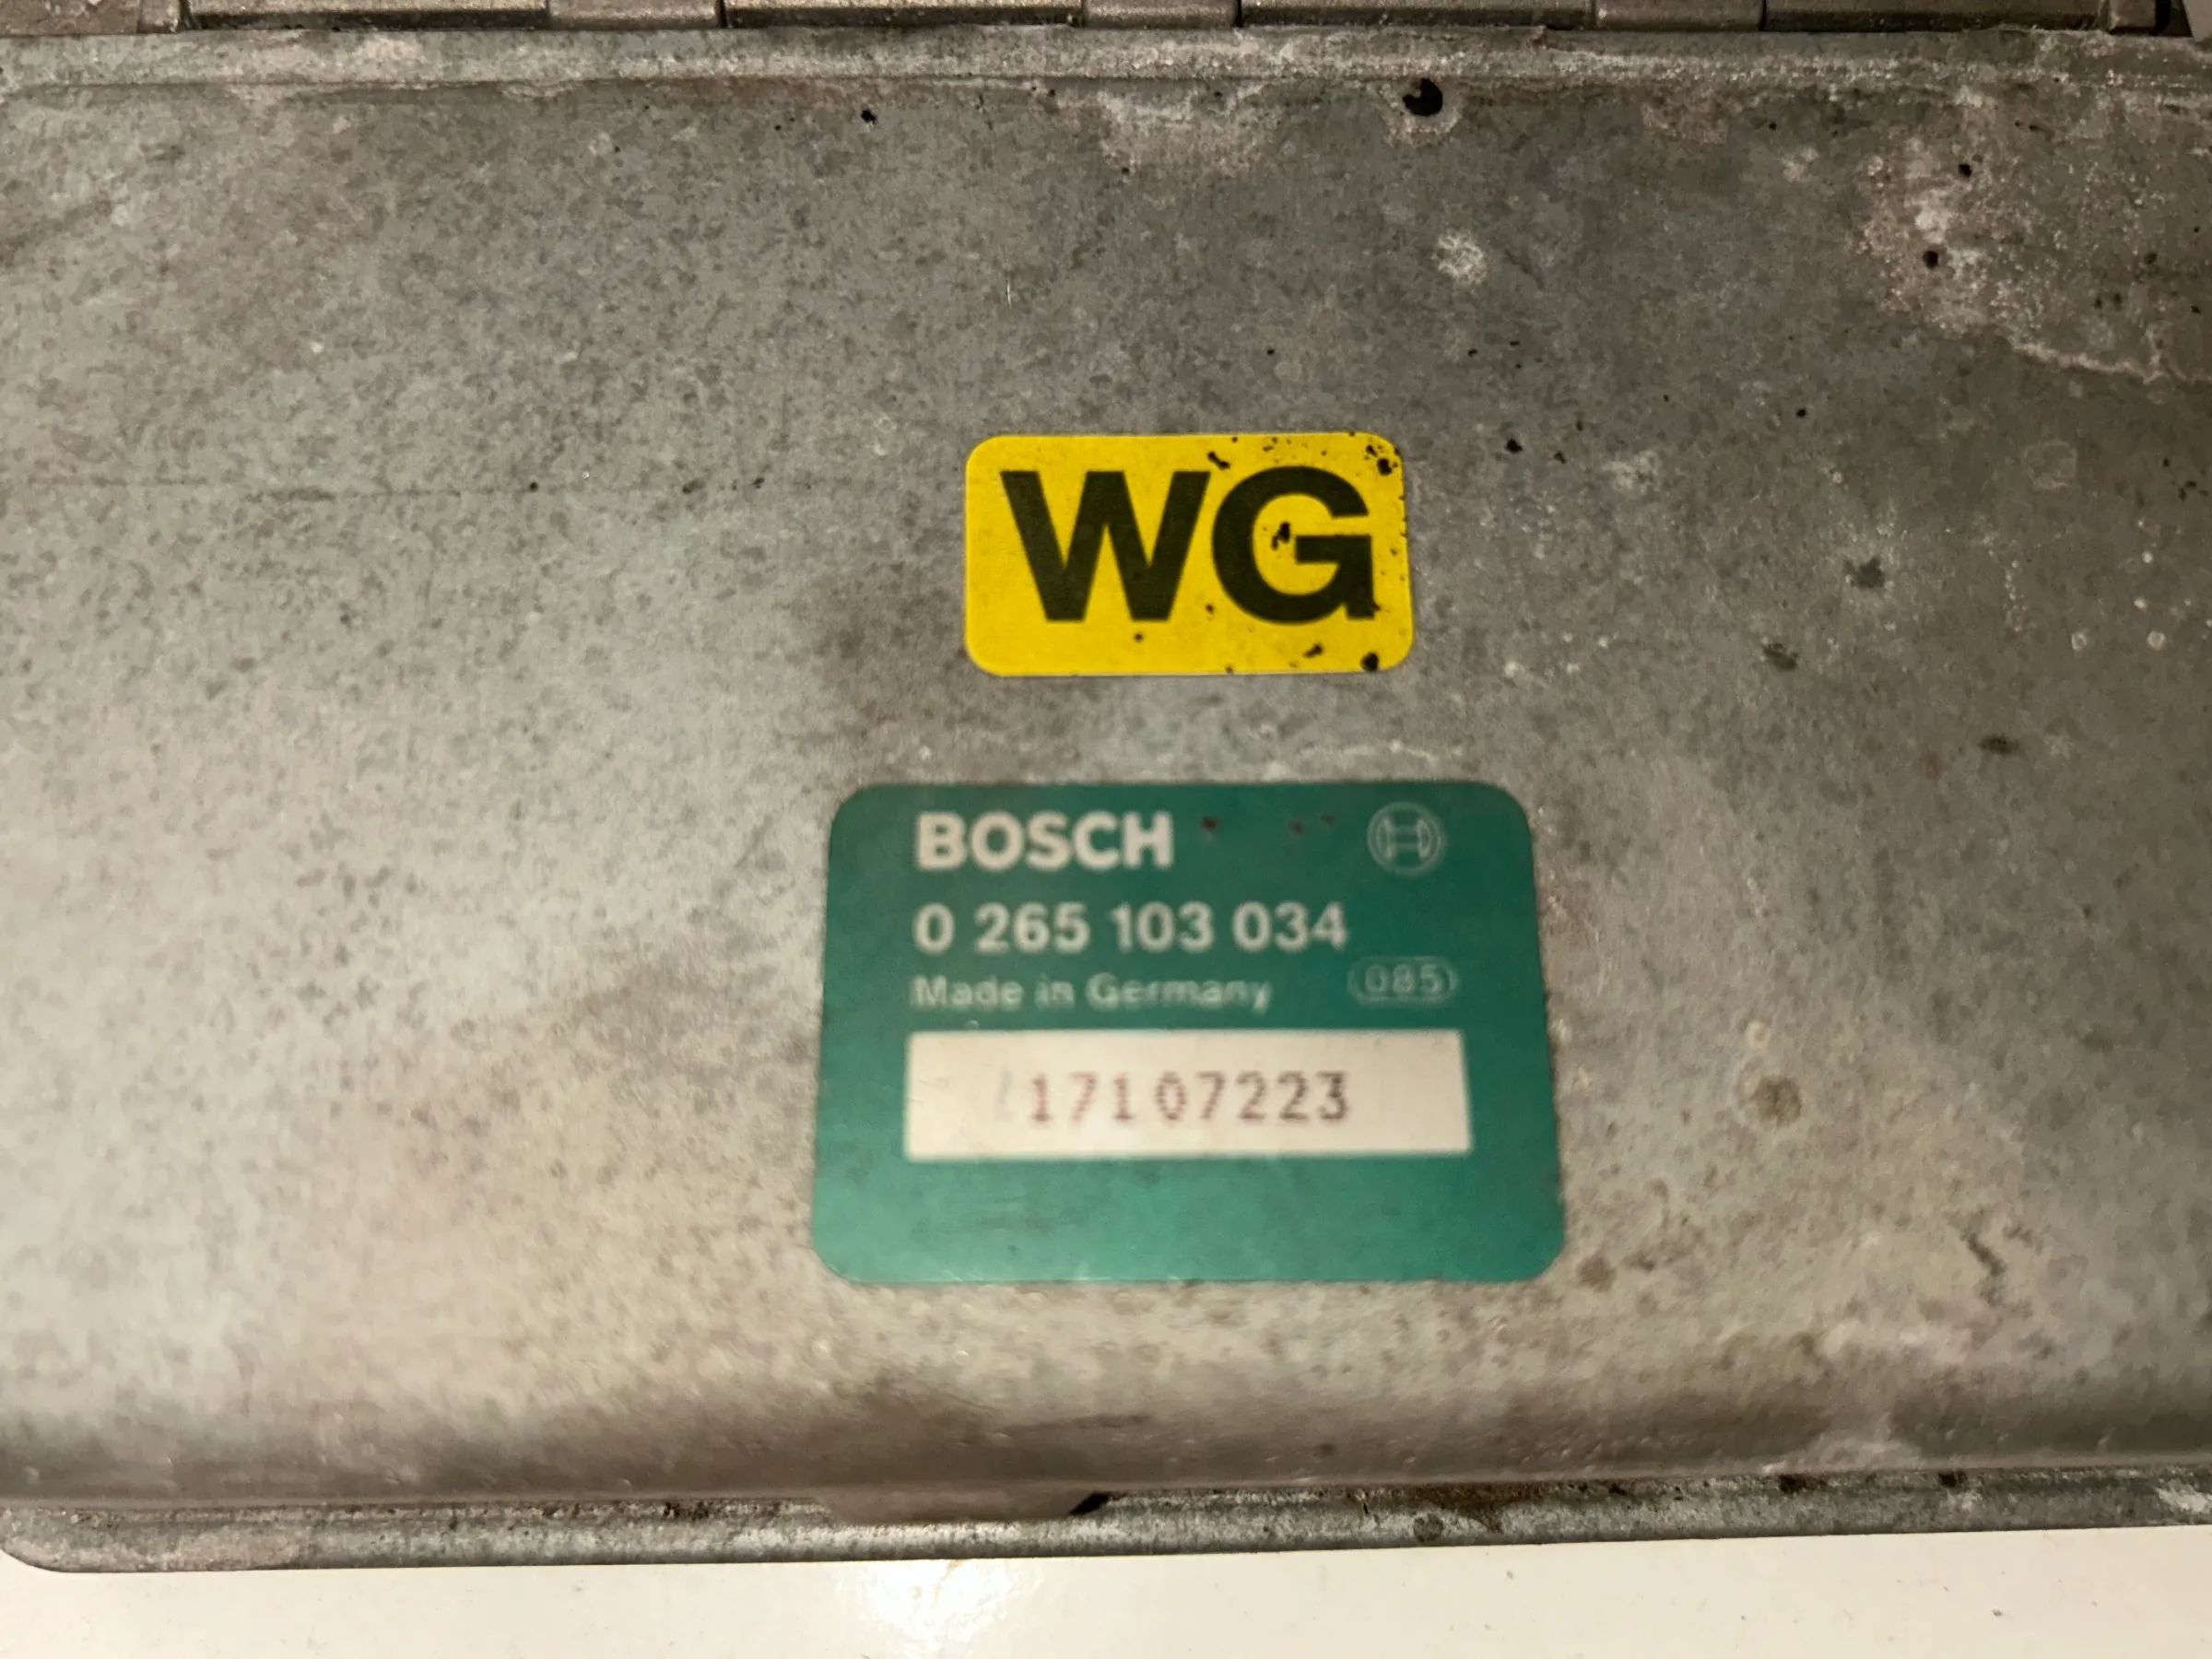 WG
BOSCH
0 265 103 034
Made in Germany 085
17107223